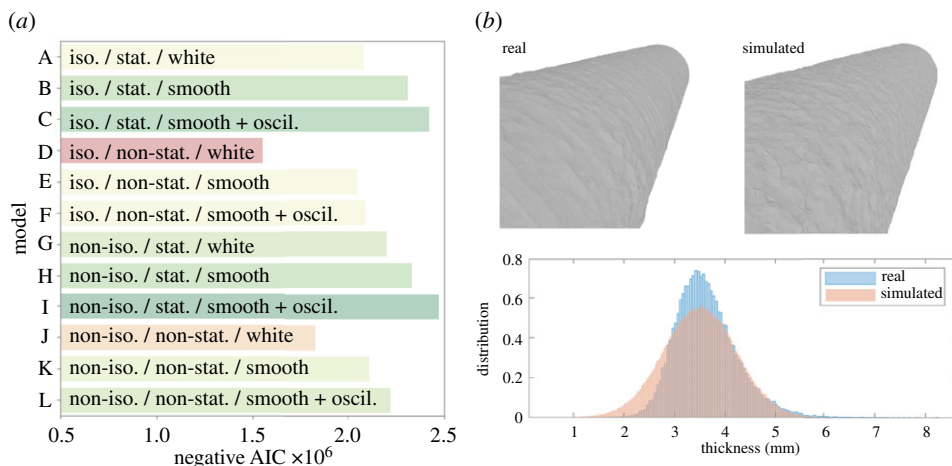 (a)
model
A iso. / stat. / white
B iso. / stat. / smooth
C iso. / stat. / smooth + oscil.
D iso. / non-stat. / white
E iso. / non-stat. / smooth
F iso. / non-stat. / smooth + oscil.
G non-iso. / stat. / white
H non-iso. / stat. / smooth
I non-iso. / stat. / smooth + oscil.
J non-iso. / non-stat. / white
K non-iso. / non-stat. / smooth
L non-iso. / non-stat. / smooth + oscil.
0.5 1.0 1.5 2.0 2.5
negative AIC ×10⁶
(b)
real
simulated
distribution
0.8
0.6
0.4
0.2
0
real
simulated
1 2 3 4 5 6 7 8
thickness (mm)